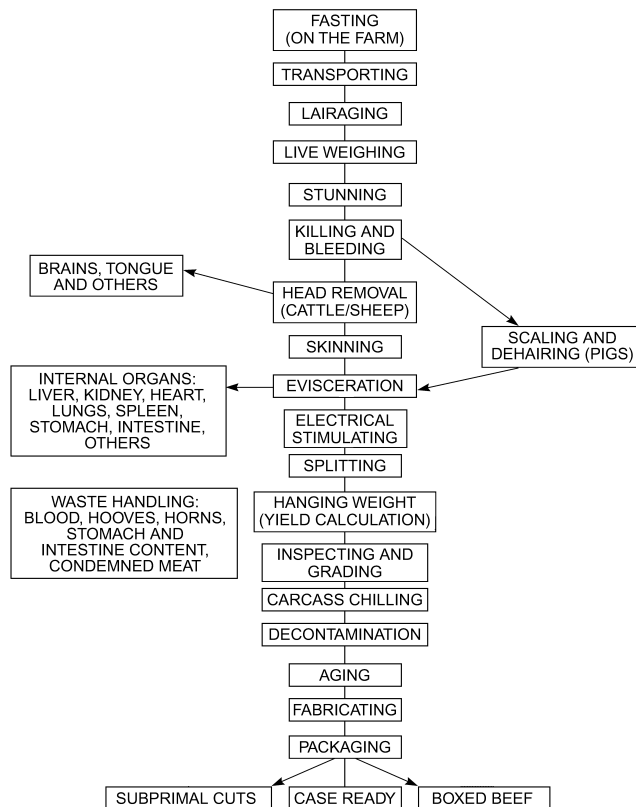 FASTING
(ON THE FARM)
TRANSPORTING
LAIRAGING
LIVE WEIGHING
STUNNING
KILLING AND
BLEEDING
BRAINS, TONGUE
AND OTHERS
HEAD REMOVAL
(CATTLE/SHEEP)
SCALING AND
DEHAIRING (PIGS)
SKINNING
INTERNAL ORGANS:
LIVER, KIDNEY, HEART,
LUNGS, SPLEEN,
STOMACH, INTESTINE,
OTHERS
EVISCERATION
ELECTRICAL
STIMULATING
SPLITTING
WASTE HANDLING:
BLOOD, HOOVES, HORNS,
STOMACH AND
INTESTINE CONTENT,
CONDEMNED MEAT
HANGING WEIGHT
(YIELD CALCULATION)
INSPECTING AND
GRADING
CARCASS CHILLING
DECONTAMINATION
AGING
FABRICATING
PACKAGING
SUBPRIMAL CUTS
CASE READY
BOXED BEEF